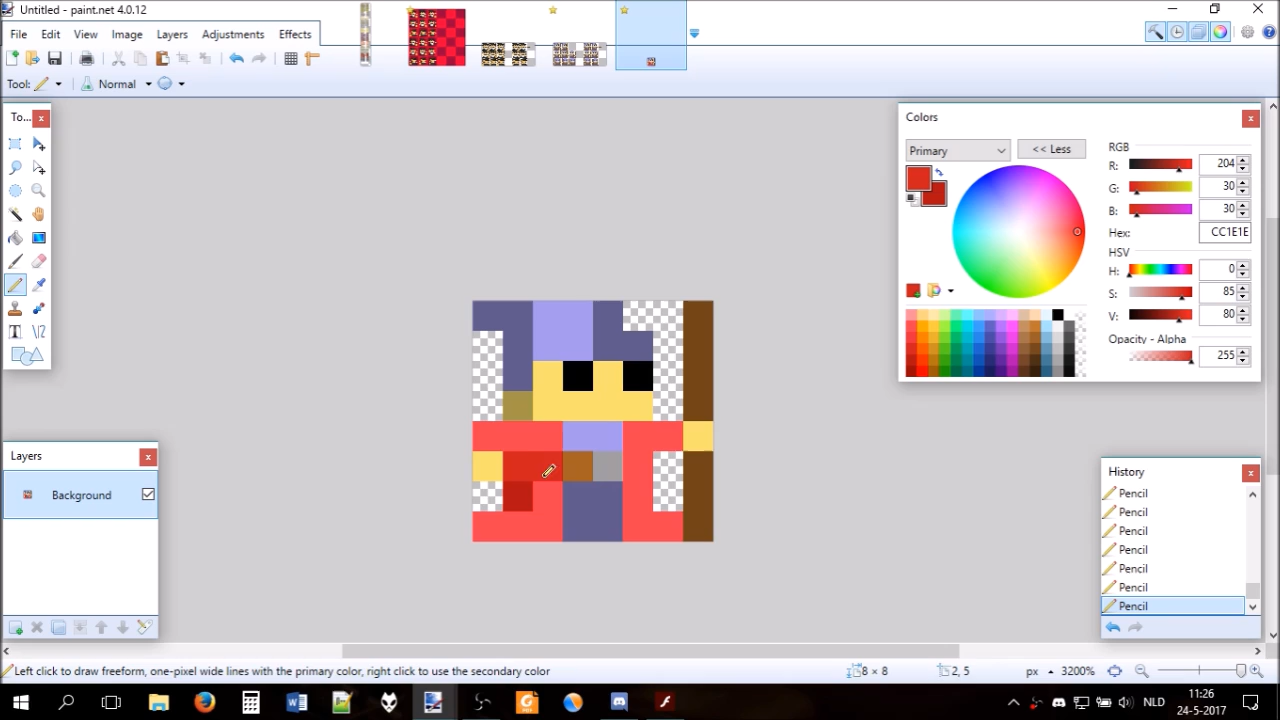 Untitled - paint.net 4.0.12
File Edit View Image Layers Adjustments Effects
Tool: Normal
To...
Colors
Primary
<< Less
RGB
R: 204
G: 30
B: 30
Hex: CC1E1E
HSV
H: 0
S: 85
V: 80
Opacity - Alpha
255
Layers
Background
History
Pencil
Pencil
Pencil
Pencil
Pencil
Pencil
Pencil
Left click to draw freeform, one-pixel wide lines with the primary color, right click to use the secondary color
8 × 8
2, 5
px
3200%
NLD
11:26
24-5-2017